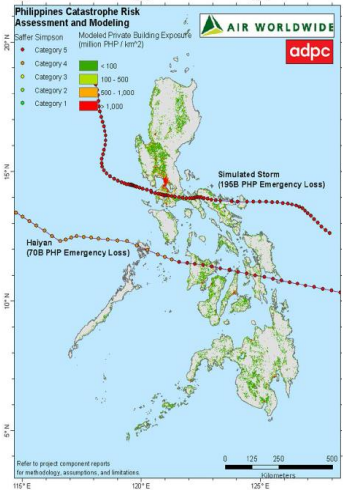 Philippines Catastrophe Risk
Assessment and Modeling
AIR WORLDWIDE
adpc
Saffer Simpson
Category 5
Category 4
Category 3
Category 2
Category 1
Modeled Private Building Exposure
(million PHP / km^2)
< 100
100 - 500
500 - 1,000
> 1,000
20° N
15° N
10° N
5° N
Simulated Storm
(195B PHP Emergency Loss)
Haiyan
(70B PHP Emergency Loss)
Refer to project component reports
for methodology, assumptions, and limitations.
0 125 250 500
Kilometers
115° E 120° E 125° E